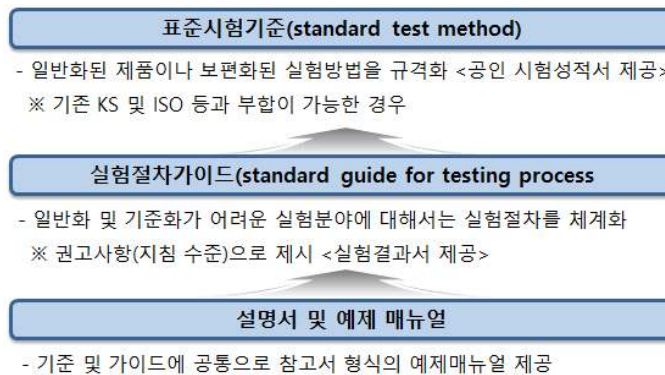 표준시험기준(standard test method)
- 일반화된 제품이나 보편화된 실험방법을 규격화 <공인 시험성적서 제공>
※ 기존 KS 및 ISO 등과 부합이 가능한 경우
실험절차가이드(standard guide for testing process
- 일반화 및 기준화가 어려운 실험분야에 대해서는 실험절차를 체계화
※ 권고사항(지침 수준)으로 제시 <실험결과서 제공>
설명서 및 예제 매뉴얼
- 기준 및 가이드에 공통으로 참고서 형식의 예제매뉴얼 제공